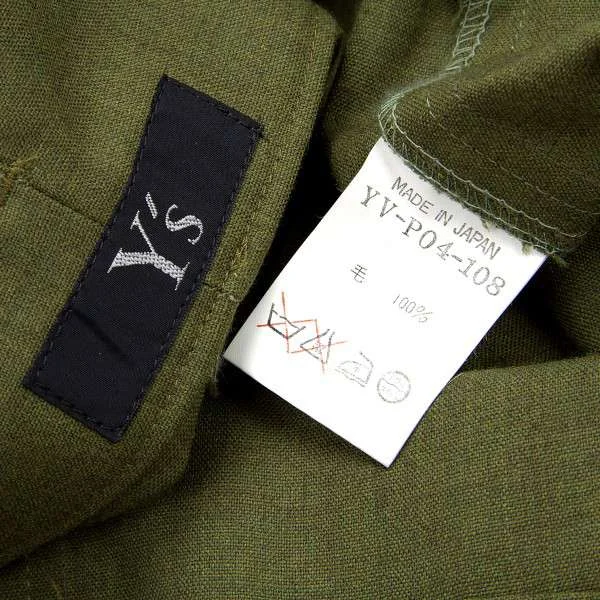 Y's
MADE IN JAPAN
YV-P04-108
毛 100%